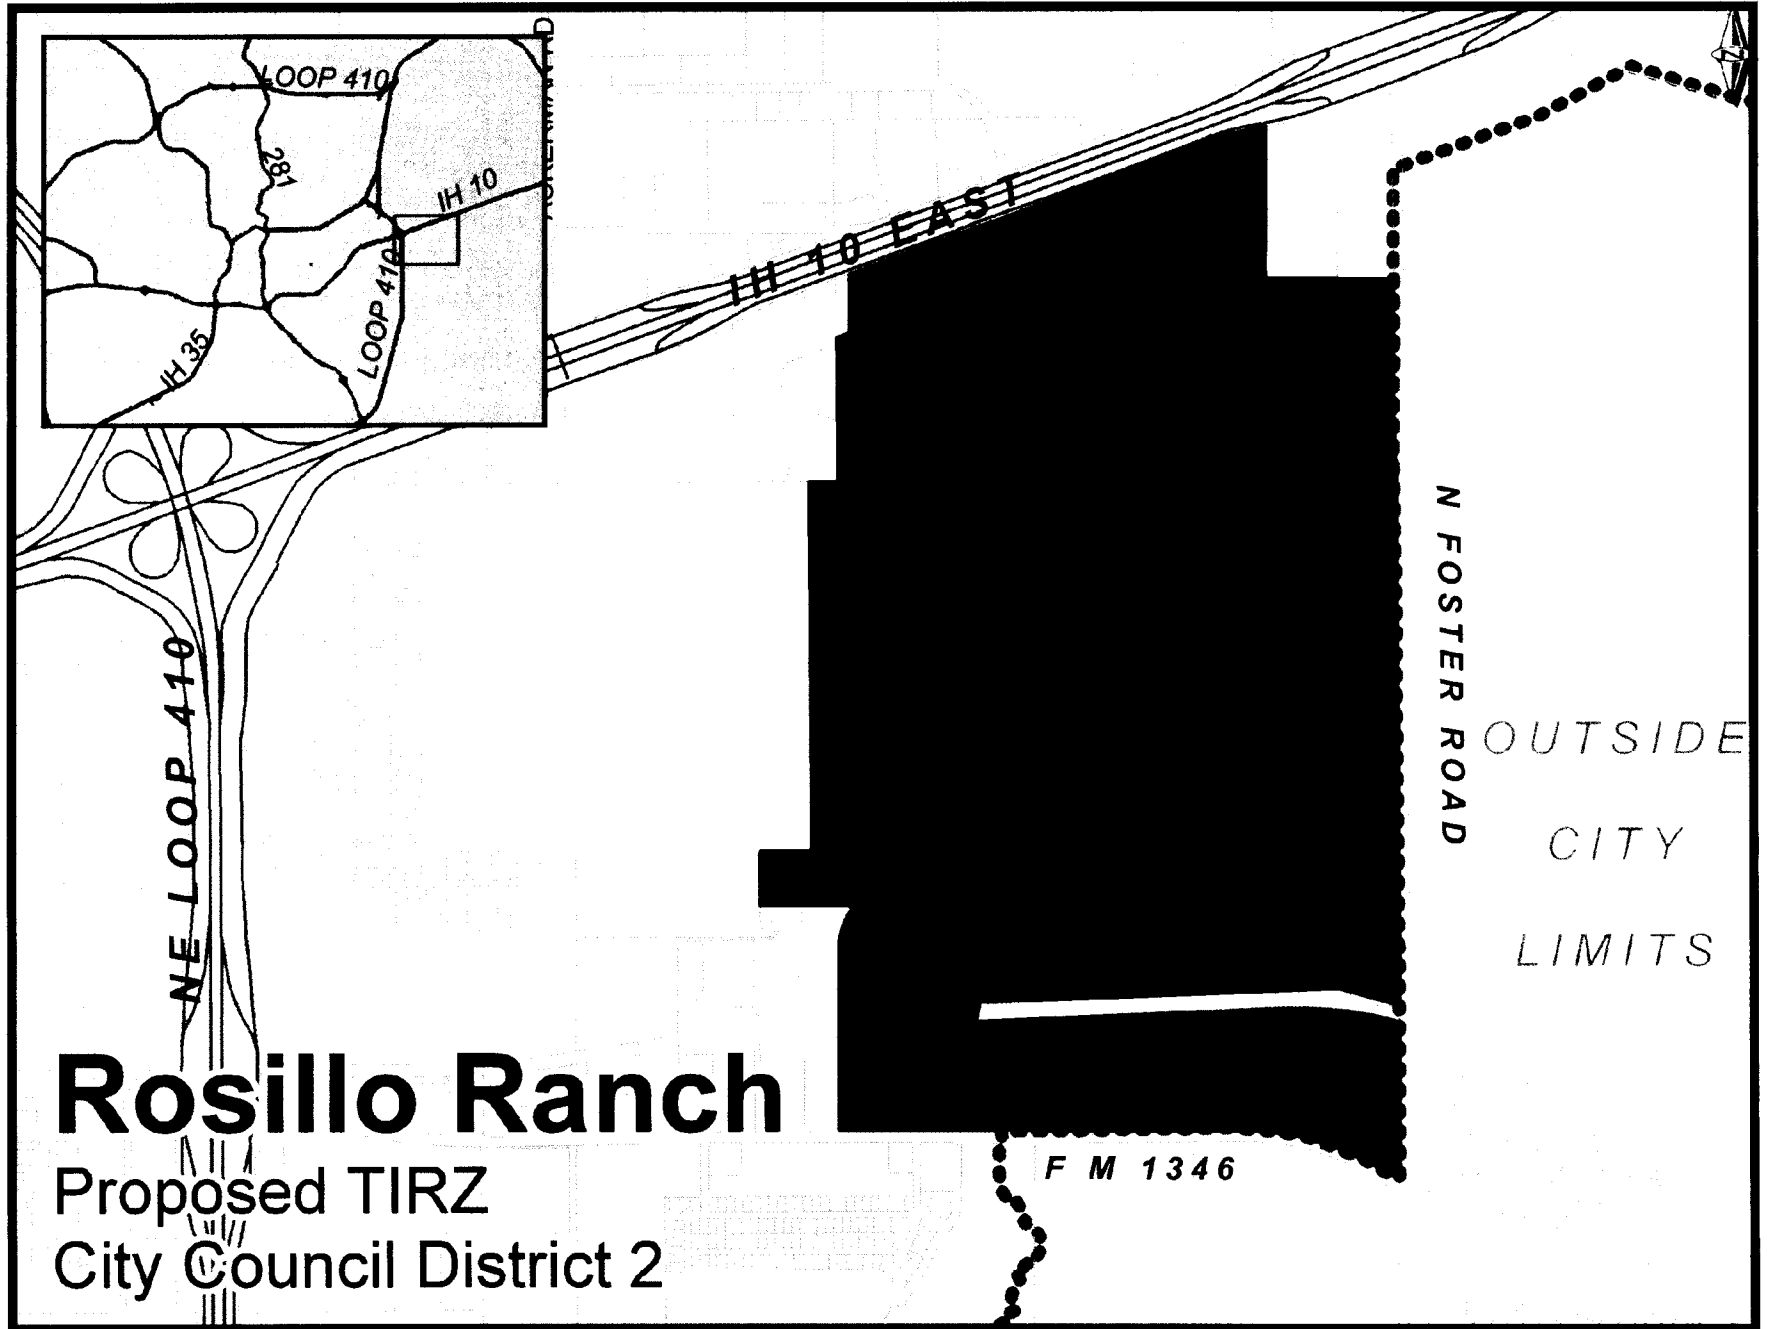 LOOP 410
281
IH 10
LOOP 410
IH 35
IH 10 EAST
N FOSTER ROAD
NE LOOP 410
OUTSIDE
CITY
LIMITS
F M 1346
Rosillo Ranch
Proposed TIRZ
City Council District 2